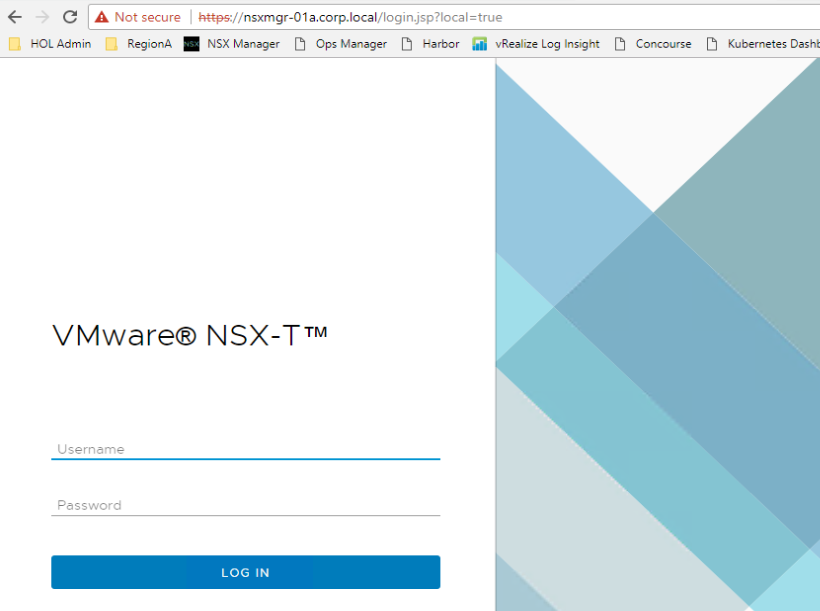 Not secure | https://nsxmgr-01a.corp.local/login.jsp?local=true
HOL Admin RegionA NSX NSX Manager Ops Manager Harbor vRealize Log Insight Concourse Kubernetes Dashb
VMware® NSX-T™
Username
Password
LOG IN